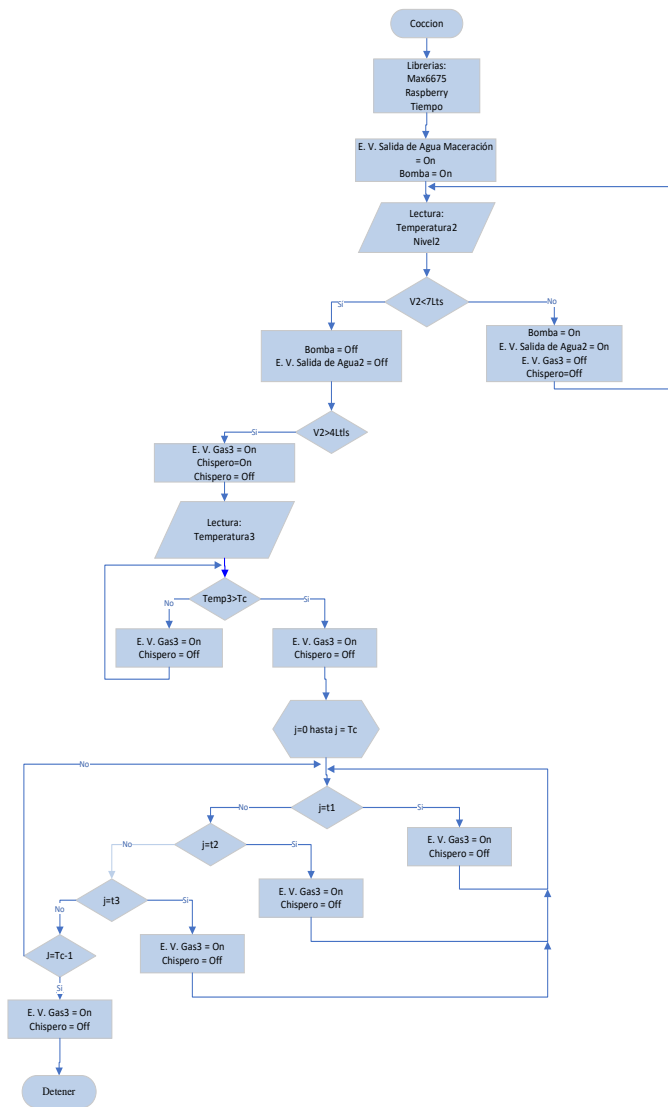 Coccion
Librerias:
Max6675
Raspberry
Tiempo
E. V. Salida de Agua Maceración
= On
Bomba = On
Lectura:
Temperatura2
Nivel2
V2<7Lts
Si
No
Bomba = Off
E. V. Salida de Agua2 = Off
Bomba = On
E. V. Salida de Agua2 = On
E. V. Gas3 = Off
Chispero=Off
V2>4Ltls
Si
E. V. Gas3 = On
Chispero=On
Chispero = Off
Lectura:
Temperatura3
Temp3>Tc
No
Si
E. V. Gas3 = On
Chispero = Off
E. V. Gas3 = On
Chispero = Off
j=0 hasta j = Tc
No
j=t1
No
Si
E. V. Gas3 = On
Chispero = Off
j=t2
No
Si
E. V. Gas3 = On
Chispero = Off
j=t3
No
Si
E. V. Gas3 = On
Chispero = Off
J=Tc-1
Si
E. V. Gas3 = On
Chispero = Off
Detener